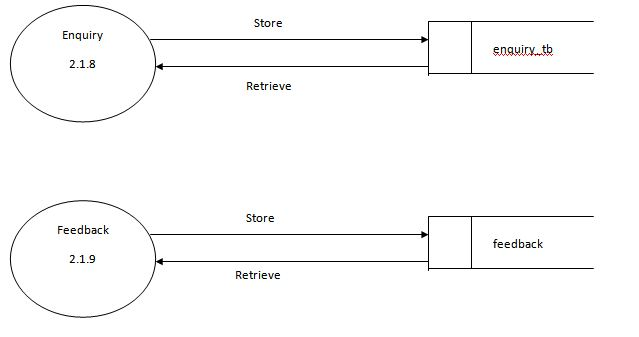 Store
Enquiry
enquiry_tb
2.1.8
Retrieve
Store
Feedback
feedback
2.1.9
Retrieve